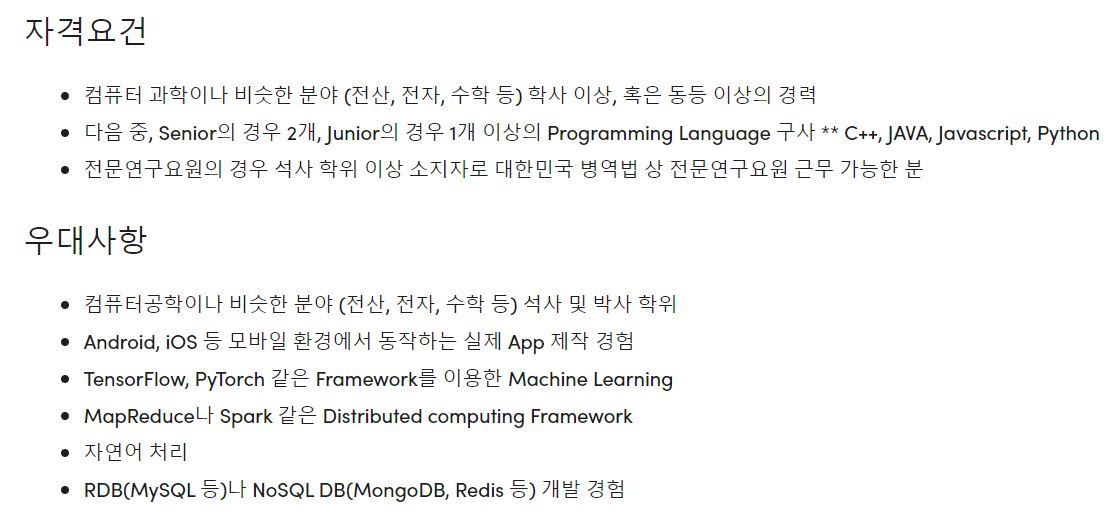 자격요건
• 컴퓨터 과학이나 비슷한 분야 (전산, 전자, 수학 등) 학사 이상, 혹은 동등 이상의 경력
• 다음 중, Senior의 경우 2개, Junior의 경우 1개 이상의 Programming Language 구사 ** C++, JAVA, Javascript, Python
• 전문연구요원의 경우 석사 학위 이상 소지자로 대한민국 병역법 상 전문연구요원 근무 가능한 분
우대사항
• 컴퓨터공학이나 비슷한 분야 (전산, 전자, 수학 등) 석사 및 박사 학위
• Android, iOS 등 모바일 환경에서 동작하는 실제 App 제작 경험
• TensorFlow, PyTorch 같은 Framework를 이용한 Machine Learning
• MapReduce나 Spark 같은 Distributed computing Framework
• 자연어 처리
• RDB(MySQL 등)나 NoSQL DB(MongoDB, Redis 등) 개발 경험